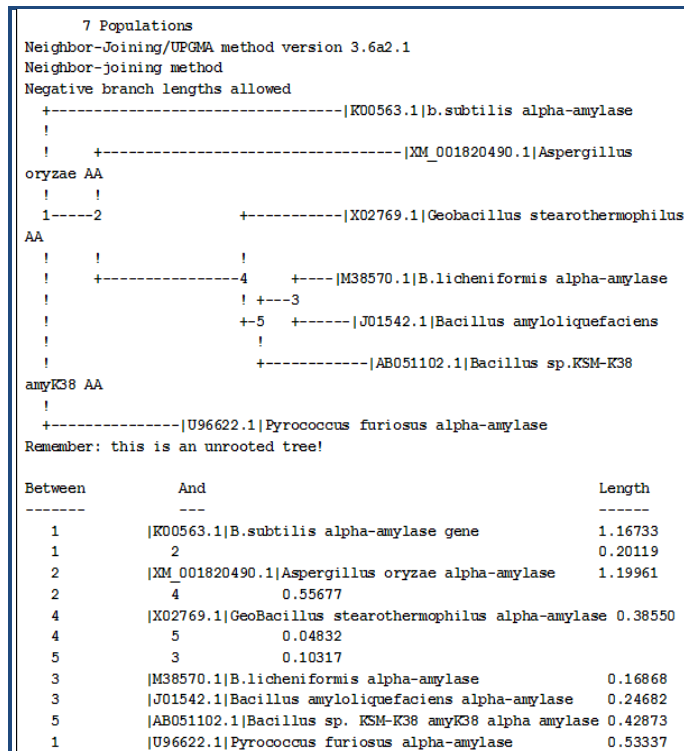 7 Populations
Neighbor-Joining/UPGMA method version 3.6a2.1
Neighbor-joining method
Negative branch lengths allowed
+----------------------------------|K00563.1|b.subtilis alpha-amylase
!
! +-----------------------------------|XM_001820490.1|Aspergillus
oryzae AA
! !
1-----2 +-----------|X02769.1|Geobacillus stearothermophilus
AA
! ! !
! +----------------4 +----|M38570.1|B.licheniformis alpha-amylase
! ! +---3
! +-5 +------|J01542.1|Bacillus amyloliquefaciens
! !
! +------------|AB051102.1|Bacillus sp.KSM-K38
amyK38 AA
!
+---------------|U96622.1|Pyrococcus furiosus alpha-amylase
Remember: this is an unrooted tree!
Between And Length
------- --- ------
1 |K00563.1|B.subtilis alpha-amylase gene 1.16733
1 2 0.20119
2 |XM_001820490.1|Aspergillus oryzae alpha-amylase 1.19961
2 4 0.55677
4 |X02769.1|GeoBacillus stearothermophilus alpha-amylase 0.38550
4 5 0.04832
5 3 0.10317
3 |M38570.1|B.licheniformis alpha-amylase 0.16868
3 |J01542.1|Bacillus amyloliquefaciens alpha-amylase 0.24682
5 |AB051102.1|Bacillus sp. KSM-K38 amyK38 alpha amylase 0.42873
1 |U96622.1|Pyrococcus furiosus alpha-amylase 0.53337